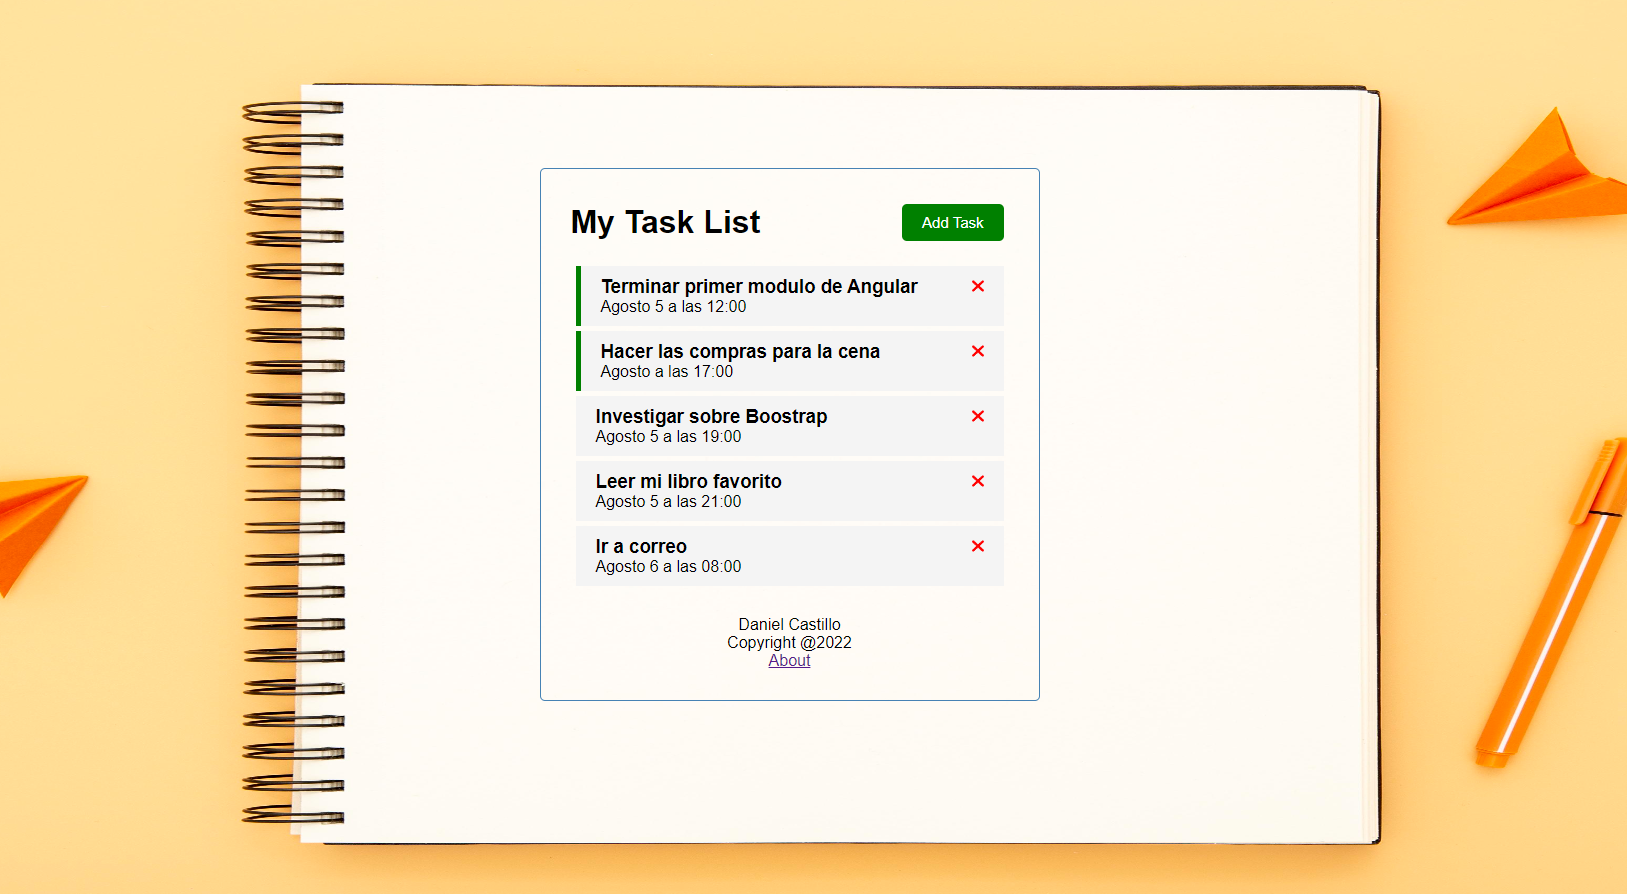 My Task List
Add Task
Terminar primer modulo de Angular
Agosto 5 a las 12:00
Hacer las compras para la cena
Agosto a las 17:00
Investigar sobre Boostrap
Agosto 5 a las 19:00
Leer mi libro favorito
Agosto 5 a las 21:00
Ir a correo
Agosto 6 a las 08:00
Daniel Castillo
Copyright @2022
About